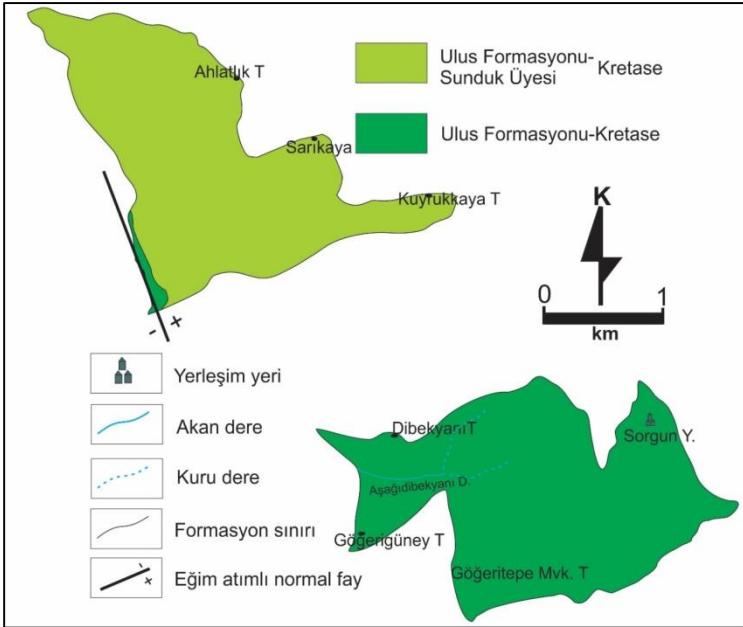 Ahlatlık T
Sarıkaya
Kuyrukkaya T
Ulus Formasyonu-
Sunduk Üyesi
Kretase
Ulus Formasyonu-Kretase
K
0 1
km
- +
Yerleşim yeri
Akan dere
Kuru dere
Formasyon sınırı
- +
Eğim atımlı normal fay
Dibekyanı T
Sorgun Y.
Aşağıdibekyanı D.
Göğerigüney T
Göğeritepe Mvk. T